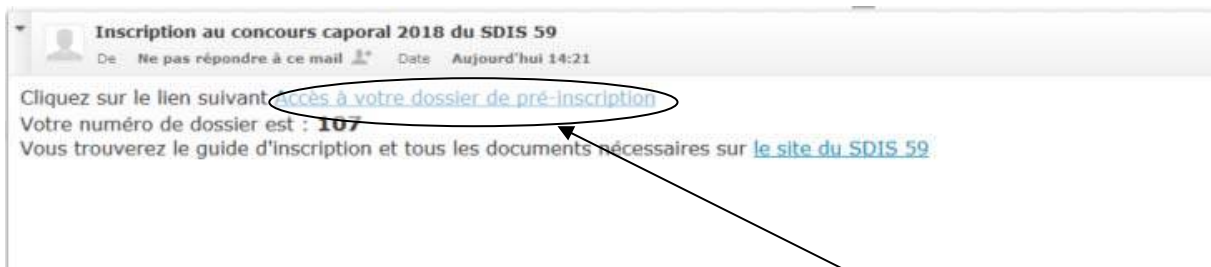 Inscription au concours caporal 2018 du SDIS 59
De Ne pas répondre à ce mail Date Aujourd'hui 14:21
Cliquez sur le lien suivant Accès à votre dossier de pré-inscription
Votre numéro de dossier est : 107
Vous trouverez le guide d'inscription et tous les documents nécessaires sur le site du SDIS 59